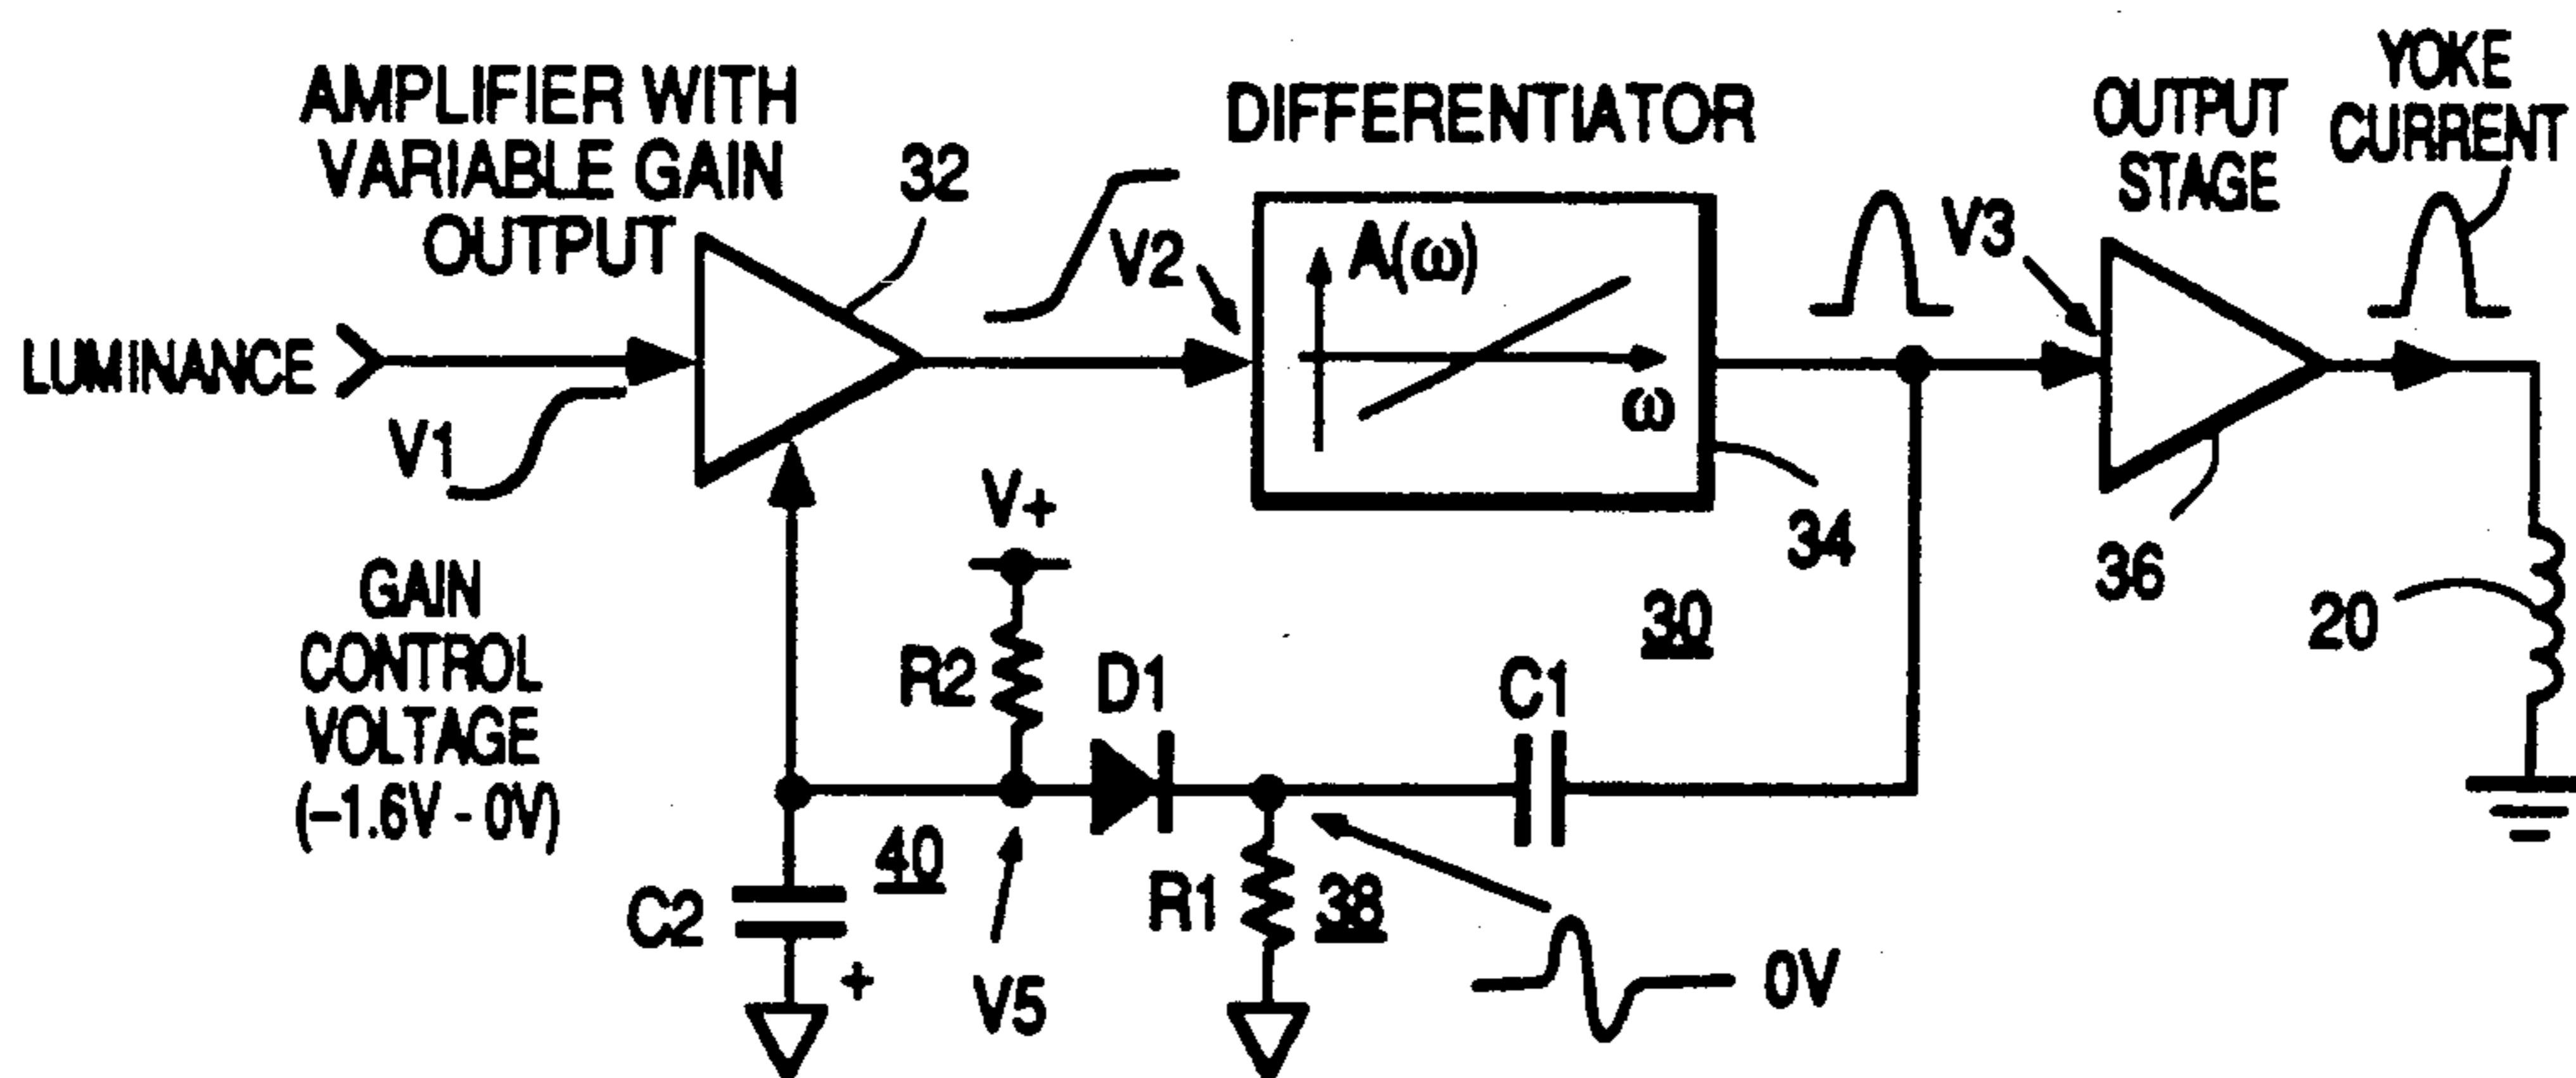 AMPLIFIER WITH
VARIABLE GAIN
OUTPUT
32
DIFFERENTIATOR
OUTPUT
STAGE
YOKE
CURRENT
LUMINANCE
V1
V2
A(ω)
ω
34
V3
36
20
GAIN
CONTROL
VOLTAGE
(–1.6V - 0V)
V+
R2
D1
30
C1
C2
+
40
V5
R1
38
0V